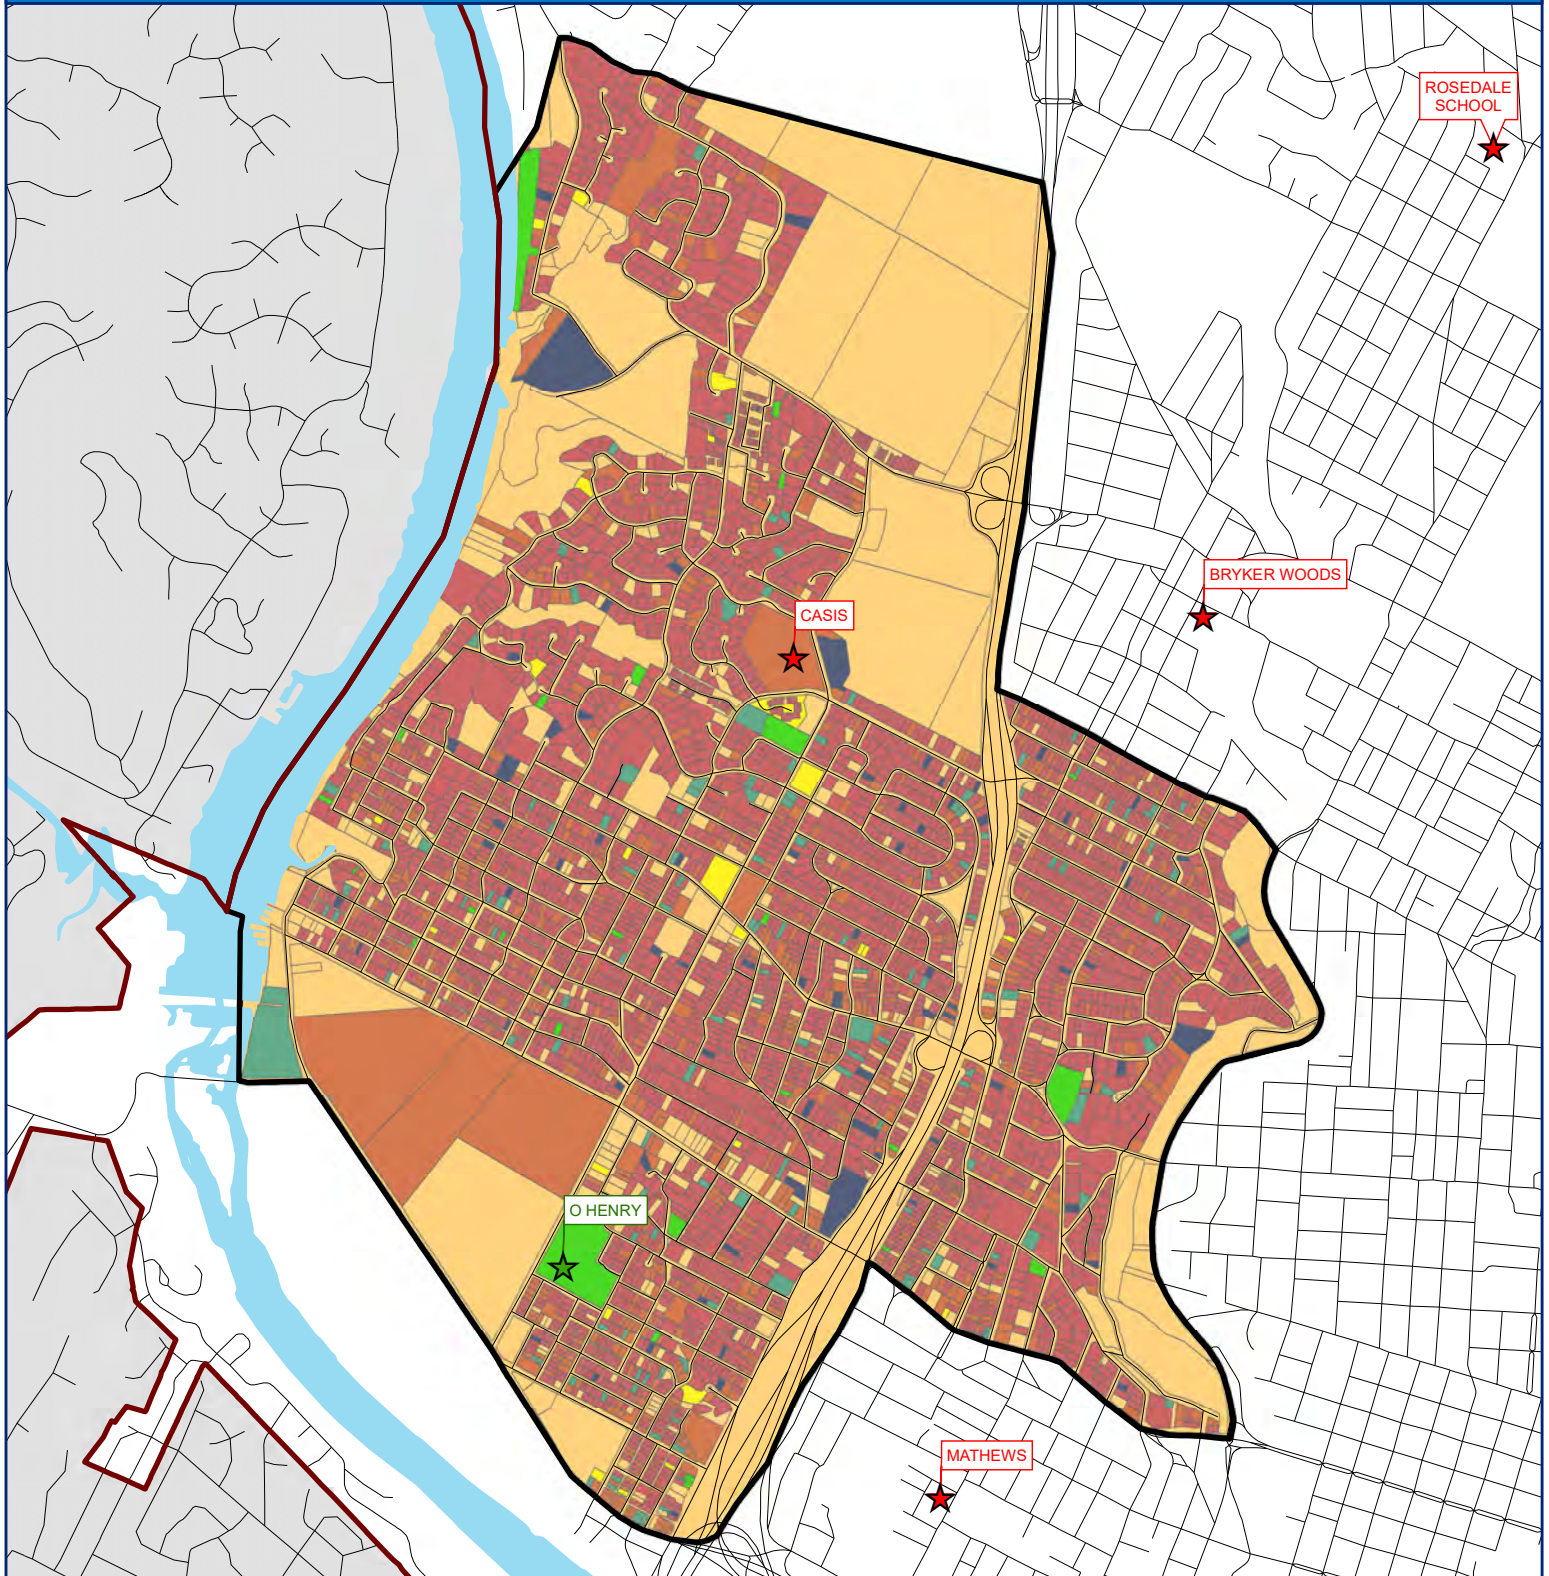 ROSEDALE
SCHOOL
BRYKER WOODS
CASIS
O HENRY
MATHEWS